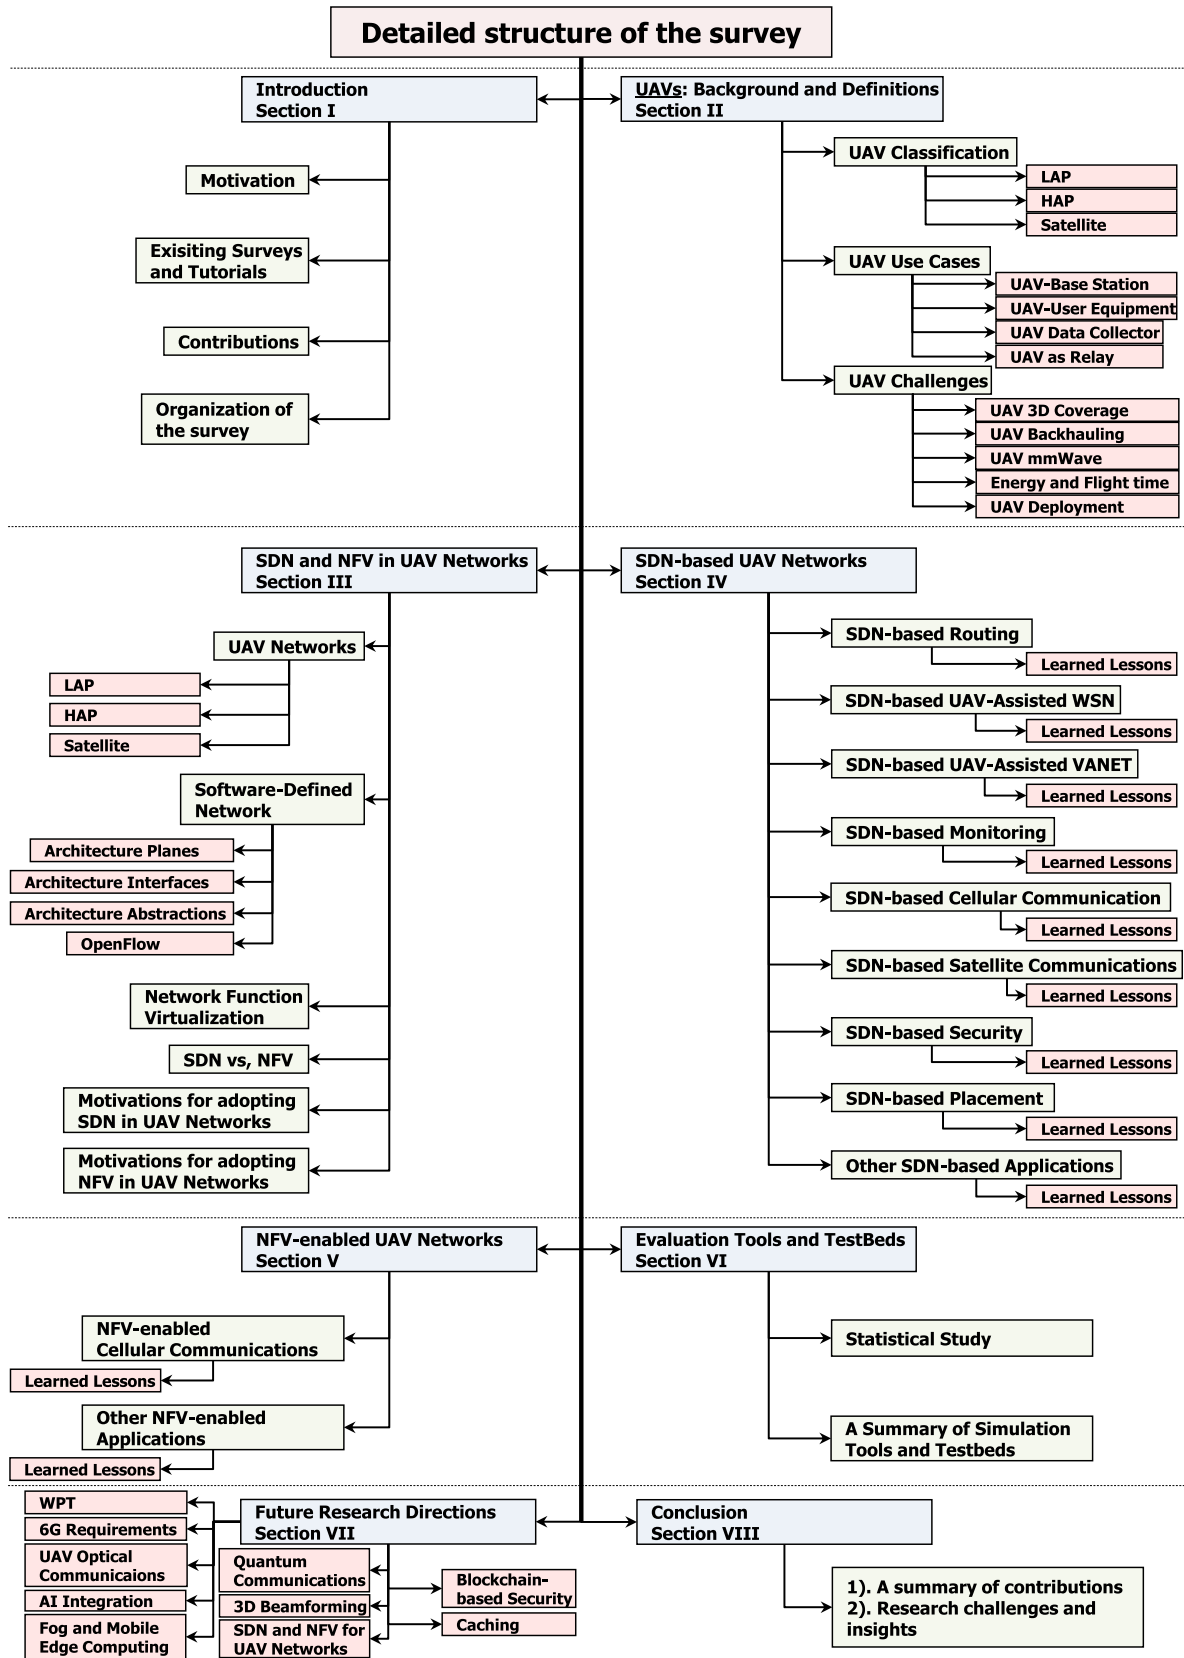 Detailed structure of the survey
Introduction
Section I
Motivation
Exisiting Surveys
and Tutorials
Contributions
Organization of
the survey
UAVs: Background and Definitions
Section II
UAV Classification
LAP
HAP
Satellite
UAV Use Cases
UAV-Base Station
UAV-User Equipment
UAV Data Collector
UAV as Relay
UAV Challenges
UAV 3D Coverage
UAV Backhauling
UAV mmWave
Energy and Flight time
UAV Deployment
SDN and NFV in UAV Networks
Section III
UAV Networks
LAP
HAP
Satellite
Software-Defined
Network
Architecture Planes
Architecture Interfaces
Architecture Abstractions
OpenFlow
Network Function
Virtualization
SDN vs, NFV
Motivations for adopting
SDN in UAV Networks
Motivations for adopting
NFV in UAV Networks
SDN-based UAV Networks
Section IV
SDN-based Routing
Learned Lessons
SDN-based UAV-Assisted WSN
Learned Lessons
SDN-based UAV-Assisted VANET
Learned Lessons
SDN-based Monitoring
Learned Lessons
SDN-based Cellular Communication
Learned Lessons
SDN-based Satellite Communications
Learned Lessons
SDN-based Security
Learned Lessons
SDN-based Placement
Learned Lessons
Other SDN-based Applications
Learned Lessons
NFV-enabled UAV Networks
Section V
NFV-enabled
Cellular Communications
Learned Lessons
Other NFV-enabled
Applications
Learned Lessons
Evaluation Tools and TestBeds
Section VI
Statistical Study
A Summary of Simulation
Tools and Testbeds
Future Research Directions
Section VII
WPT
6G Requirements
UAV Optical
Communicaions
AI Integration
Fog and Mobile
Edge Computing
Quantum
Communications
3D Beamforming
SDN and NFV for
UAV Networks
Blockchain-
based Security
Caching
Conclusion
Section VIII
1). A summary of contributions
2). Research challenges and
insights